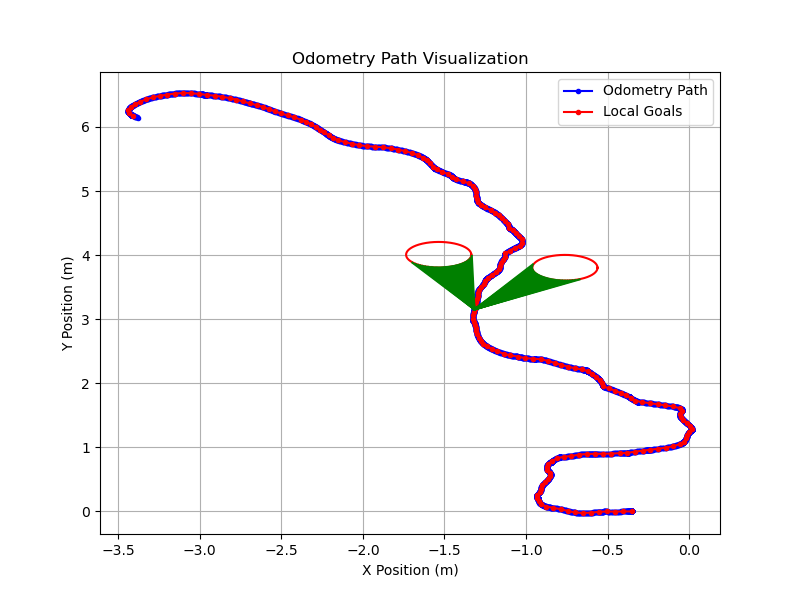 Odometry Path Visualization
Odometry Path
Local Goals
Y Position (m)
6
5
4
3
2
1
0
−3.5 −3.0 −2.5 −2.0 −1.5 −1.0 −0.5 0.0
X Position (m)